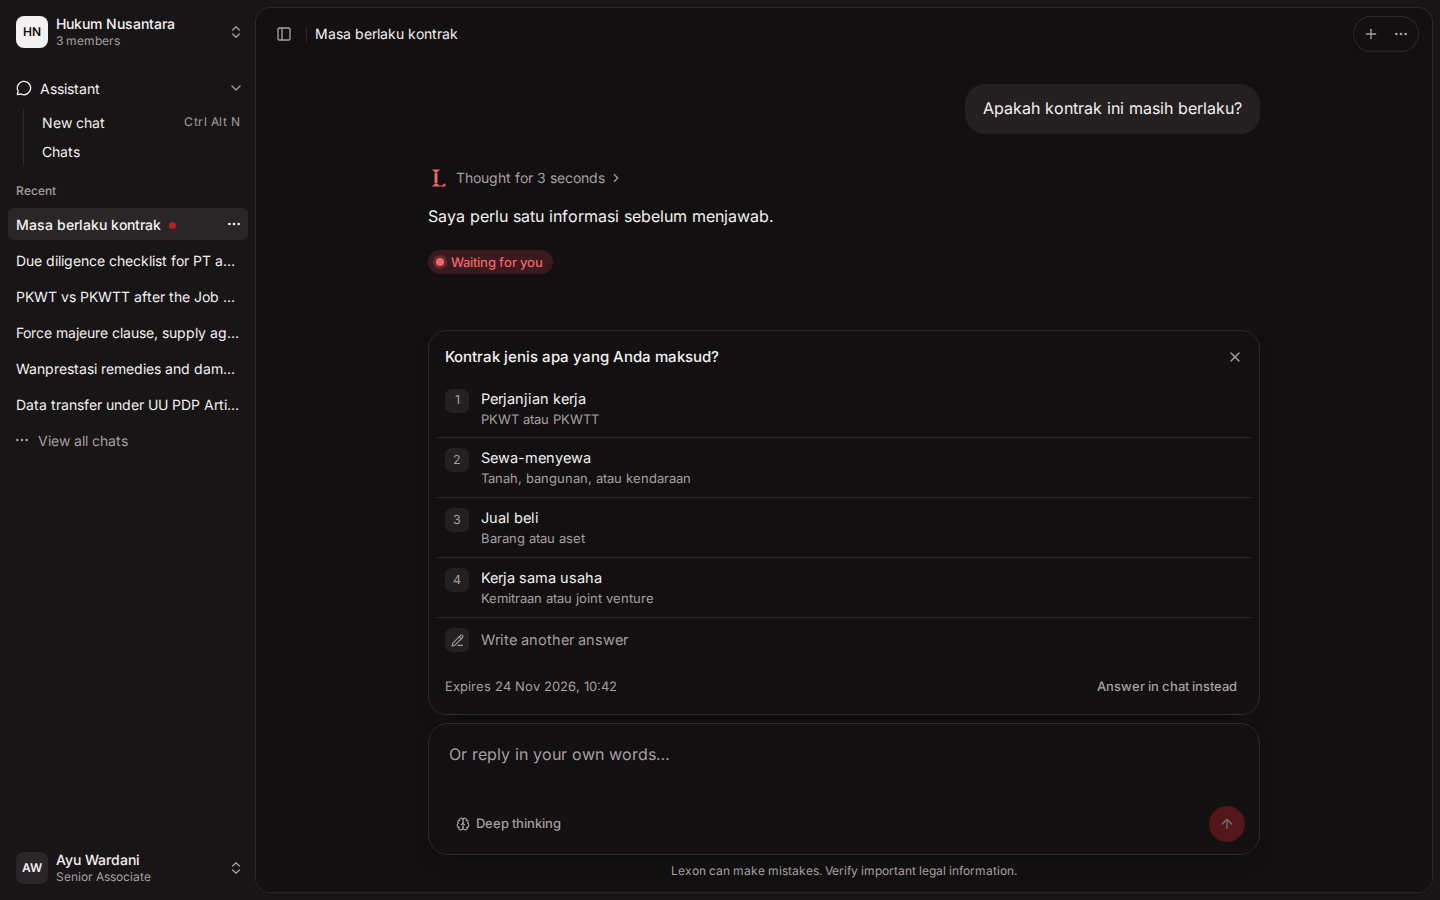 HN
Hukum Nusantara
3 members
Assistant
New chat
Ctrl Alt N
Chats
Recent
Masa berlaku kontrak
Due diligence checklist for PT a...
PKWT vs PKWTT after the Job ...
Force majeure clause, supply ag...
Wanprestasi remedies and dam...
Data transfer under UU PDP Arti...
View all chats
AW
Ayu Wardani
Senior Associate
Masa berlaku kontrak
Apakah kontrak ini masih berlaku?
L Thought for 3 seconds
Saya perlu satu informasi sebelum menjawab.
Waiting for you
Kontrak jenis apa yang Anda maksud?
1 Perjanjian kerja
PKWT atau PKWTT
2 Sewa-menyewa
Tanah, bangunan, atau kendaraan
3 Jual beli
Barang atau aset
4 Kerja sama usaha
Kemitraan atau joint venture
Write another answer
Expires 24 Nov 2026, 10:42
Answer in chat instead
Or reply in your own words...
Deep thinking
Lexon can make mistakes. Verify important legal information.